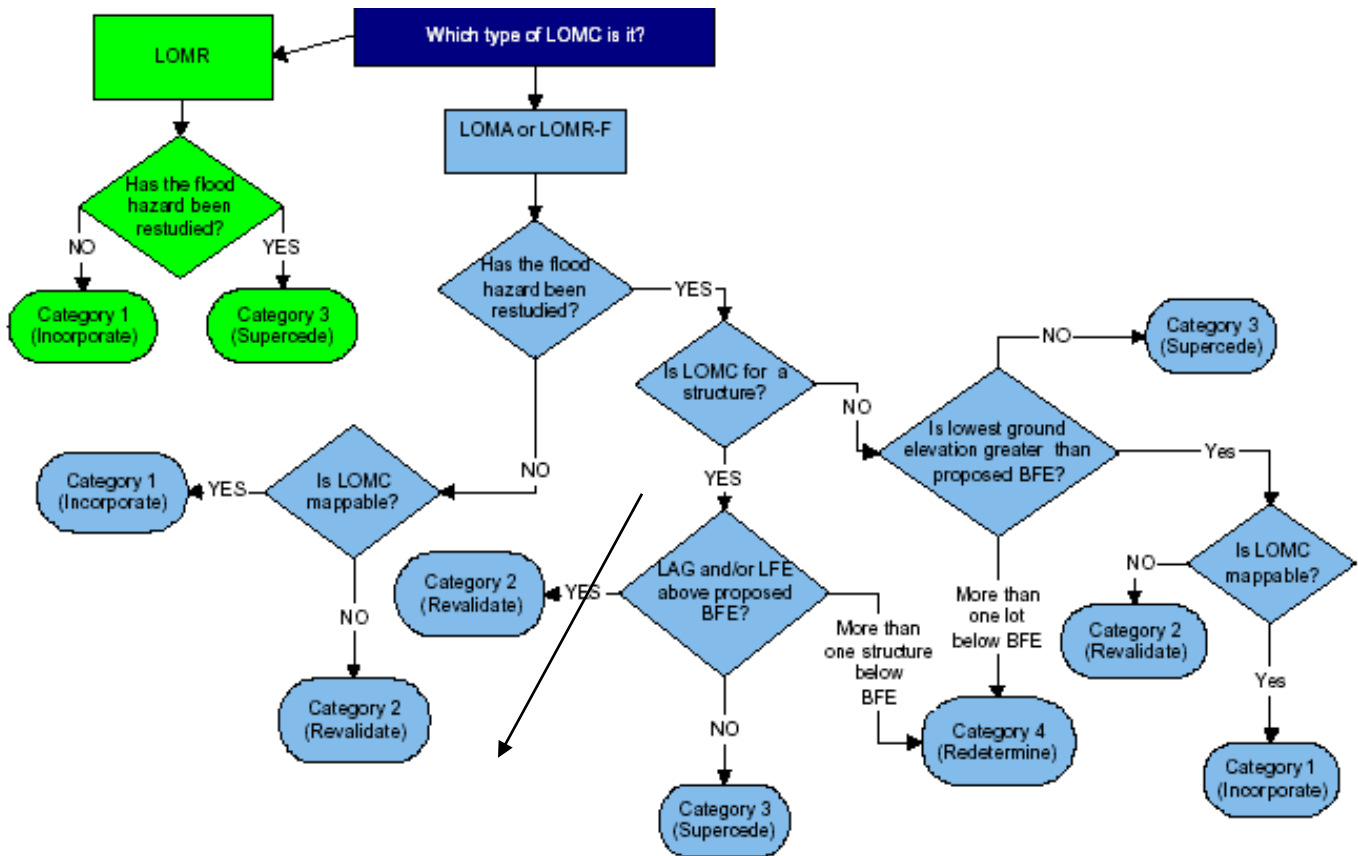 Which type of LOMC is it?
LOMR
LOMA or LOMR-F
Has the flood
hazard been
restudied?
NO
YES
Category 1
(Incorporate)
Category 3
(Supercede)
Has the flood
hazard been
restudied?
YES
NO
Is LOMC for a
structure?
NO
YES
Is lowest ground
elevation greater than
proposed BFE?
NO
Category 3
(Supercede)
Yes
More than
one lot
below BFE
Is LOMC
mappable?
YES
Category 1
(Incorporate)
NO
Category 2
(Revalidate)
LAG and/or LFE
above proposed
BFE?
YES
Category 2
(Revalidate)
More than
one structure
below
BFE
NO
Category 3
(Supercede)
Category 4
(Redetermine)
Is LOMC
mappable?
NO
Category 2
(Revalidate)
Yes
Category 1
(Incorporate)